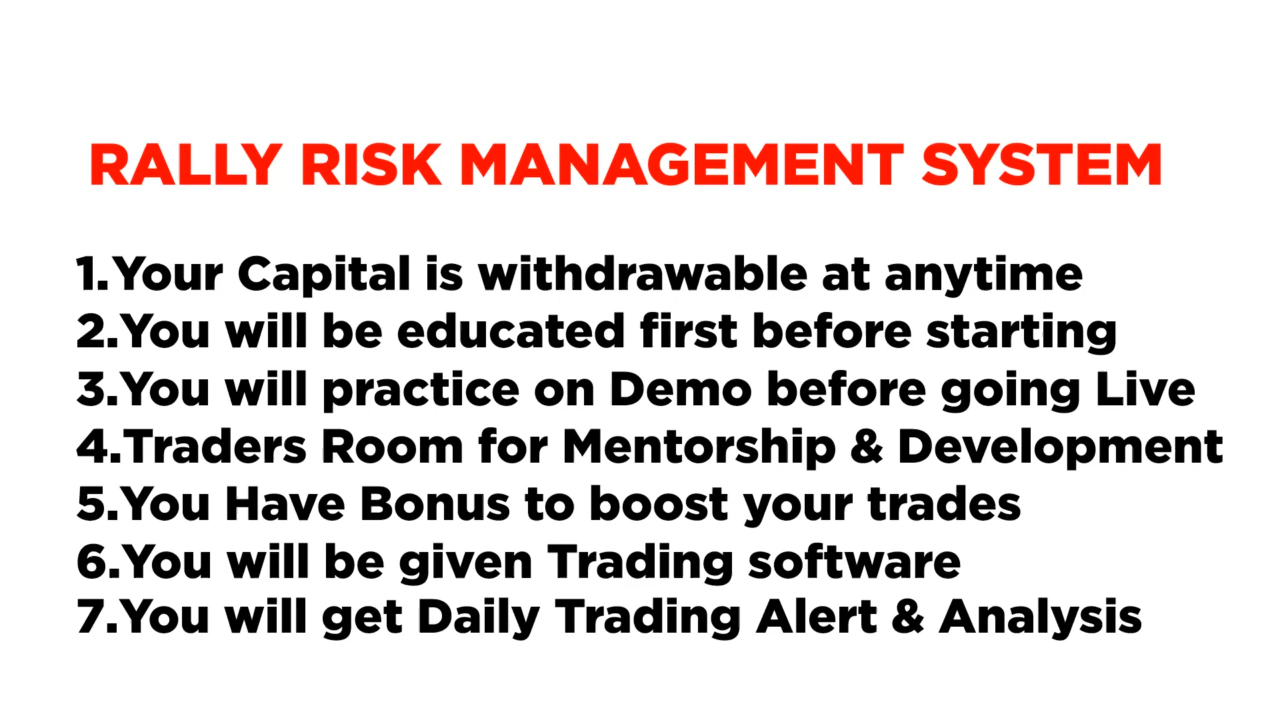 RALLY RISK MANAGEMENT SYSTEM
1.Your Capital is withdrawable at anytime
2.You will be educated first before starting
3.You will practice on Demo before going Live
4.Traders Room for Mentorship & Development
5.You Have Bonus to boost your trades
6.You will be given Trading software
7.You will get Daily Trading Alert & Analysis